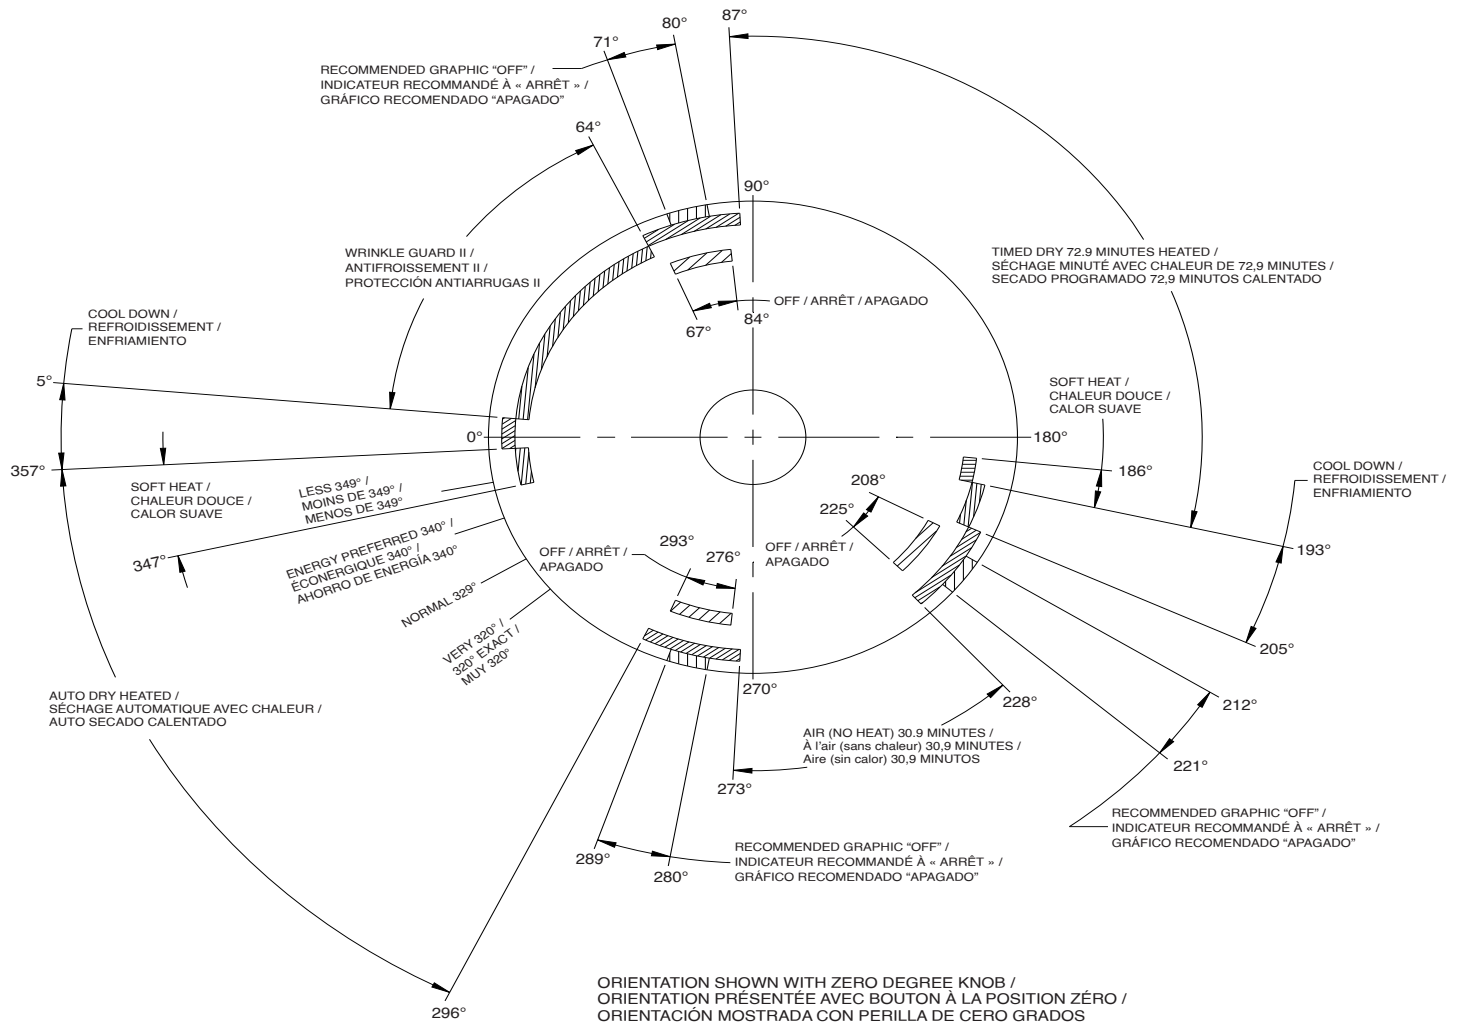 87°
80°
71°
RECOMMENDED GRAPHIC “OFF” /
INDICATEUR RECOMMANDÉ À « ARRÊT » /
GRÁFICO RECOMENDADO “APAGADO”
64°
90°
WRINKLE GUARD II /
ANTIFROISSEMENT II /
PROTECCIÓN ANTIARRUGAS II
TIMED DRY 72.9 MINUTES HEATED /
SÉCHAGE MINUTÉ AVEC CHALEUR DE 72,9 MINUTES /
SECADO PROGRAMADO 72,9 MINUTOS CALENTADO
OFF / ARRÊT / APAGADO
67°
84°
COOL DOWN /
REFROIDISSEMENT /
ENFRIAMIENTO
5°
SOFT HEAT /
CHALEUR DOUCE /
CALOR SUAVE
0°
180°
357°
186°
SOFT HEAT /
CHALEUR DOUCE /
CALOR SUAVE
LESS 349° /
MOINS DE 349° /
MENOS DE 349°
COOL DOWN /
REFROIDISSEMENT /
ENFRIAMIENTO
208°
225°
347°
ENERGY PREFERRED 340° /
ÉCONERGIQUE 340° /
AHORRO DE ENERGÍA 340°
OFF / ARRÊT /
APAGADO
293°
276°
OFF / ARRÊT /
APAGADO
193°
NORMAL 329°
VERY 320° /
320° EXACT /
MUY 320°
205°
270°
228°
212°
AUTO DRY HEATED /
SÉCHAGE AUTOMATIQUE AVEC CHALEUR /
AUTO SECADO CALENTADO
AIR (NO HEAT) 30.9 MINUTES /
À l'air (sans chaleur) 30,9 MINUTES /
Aire (sin calor) 30,9 MINUTOS
273°
221°
RECOMMENDED GRAPHIC “OFF” /
INDICATEUR RECOMMANDÉ À « ARRÊT » /
GRÁFICO RECOMENDADO “APAGADO”
289°
280°
RECOMMENDED GRAPHIC “OFF” /
INDICATEUR RECOMMANDÉ À « ARRÊT » /
GRÁFICO RECOMENDADO “APAGADO”
296°
ORIENTATION SHOWN WITH ZERO DEGREE KNOB /
ORIENTATION PRÉSENTÉE AVEC BOUTON À LA POSITION ZÉRO /
ORIENTACIÓN MOSTRADA CON PERILLA DE CERO GRADOS